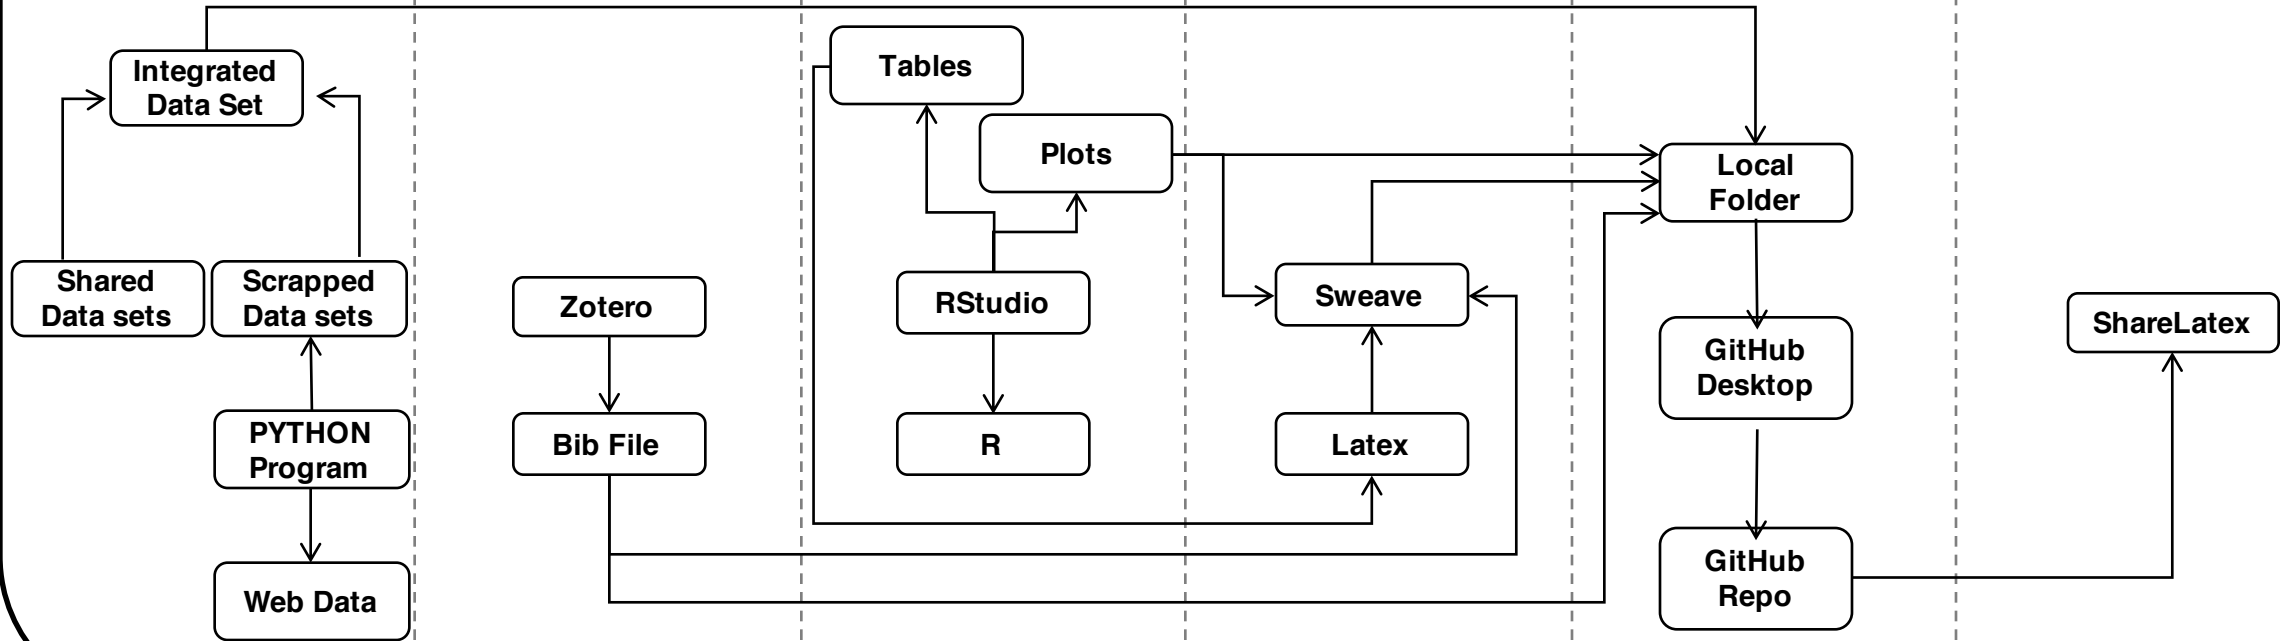 Integrated
Data Set
Shared
Data sets
Scrapped
Data sets
PYTHON
Program
Web Data
Zotero
Bib File
Tables
Plots
RStudio
R
Sweave
Latex
Local
Folder
GitHub
Desktop
GitHub
Repo
ShareLatex